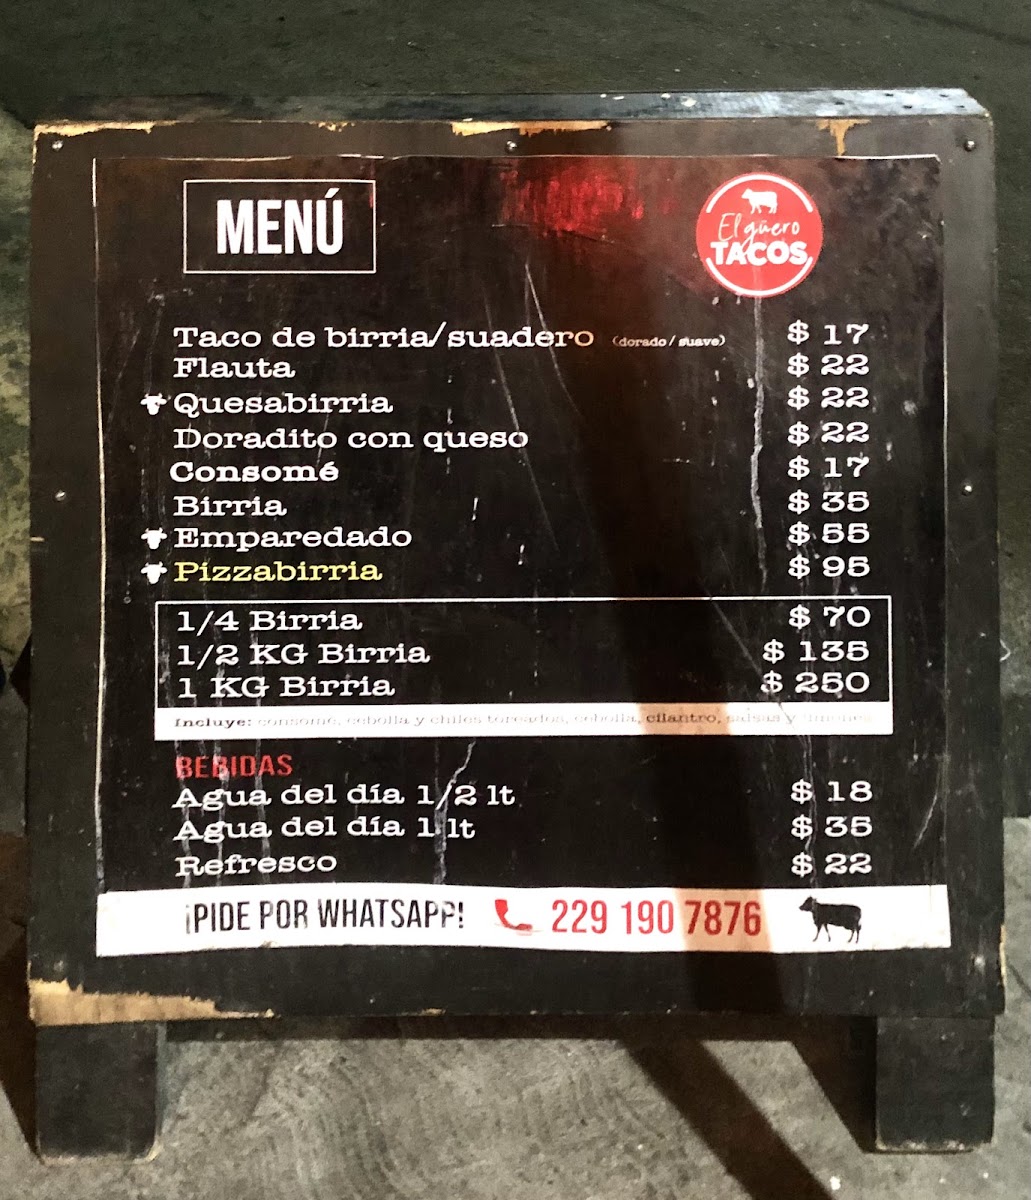 MENÚ
El güero
TACOS
Taco de birria/suadero (dorado / suave) $ 17
Flauta $ 22
Quesabirria $ 22
Doradito con queso $ 22
Consomé $ 17
Birria $ 35
Emparedado $ 55
Pizzabirria $ 95
1/4 Birria $ 70
1/2 KG Birria $ 135
1 KG Birria $ 250
Incluye: consomé, cebolla y chiles toreados, cebolla, cilantro, salsas y limones
BEBIDAS
Agua del día 1/2 lt $ 18
Agua del día 1 lt $ 35
Refresco $ 22
¡PIDE POR WHATSAPP! 229 190 7876